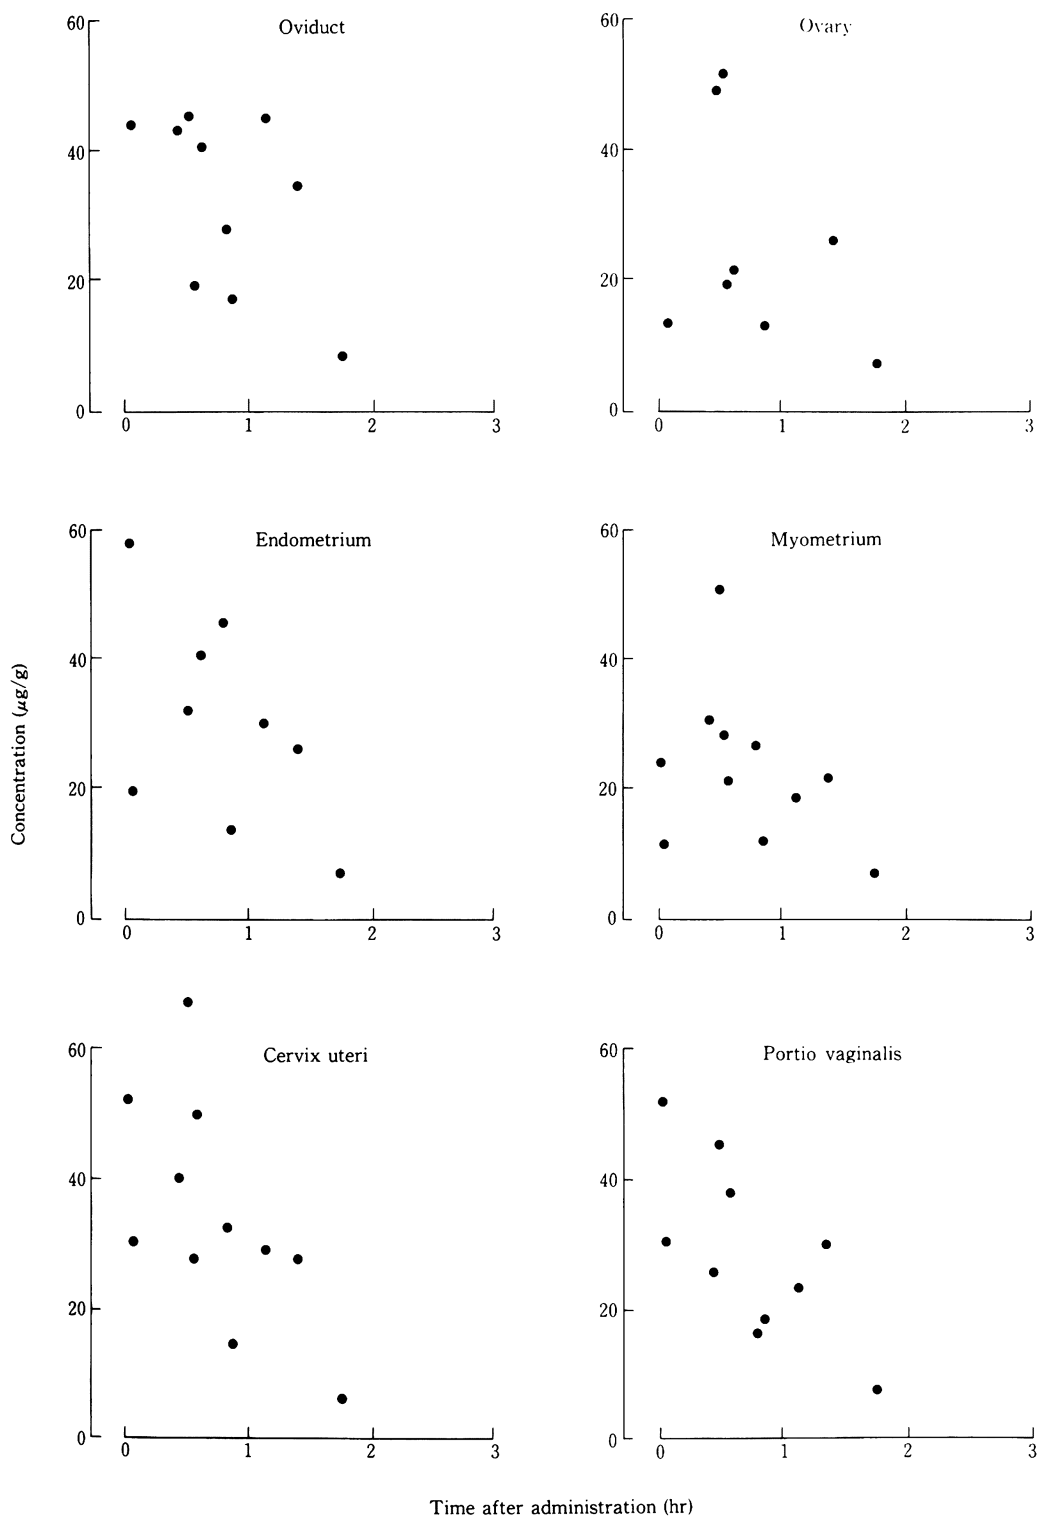 Oviduct
60
40
20
0
0 1 2 3
Ovary
60
40
20
0
0 1 2 3
Endometrium
60
40
20
0
0 1 2 3
Myometrium
60
40
20
0
0 1 2 3
Cervix uteri
60
40
20
0
0 1 2 3
Portio vaginalis
60
40
20
0
0 1 2 3
Concentration (μg/g)
Time after administration (hr)